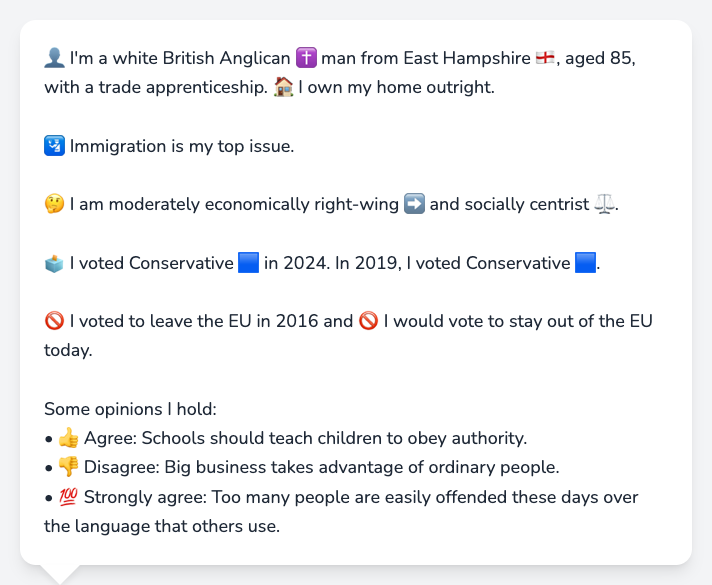 👤 I'm a white British Anglican ✝️ man from East Hampshire 🏴󠁧󠁢󠁥󠁮󠁧󠁿, aged 85,
with a trade apprenticeship. 🏠 I own my home outright.
🛂 Immigration is my top issue.
🤔 I am moderately economically right-wing ➡️ and socially centrist ⚖️.
🗳️ I voted Conservative 🟦 in 2024. In 2019, I voted Conservative 🟦.
🚫 I voted to leave the EU in 2016 and 🚫 I would vote to stay out of the EU
today.
Some opinions I hold:
• 👍 Agree: Schools should teach children to obey authority.
• 👎 Disagree: Big business takes advantage of ordinary people.
• 💯 Strongly agree: Too many people are easily offended these days over
the language that others use.